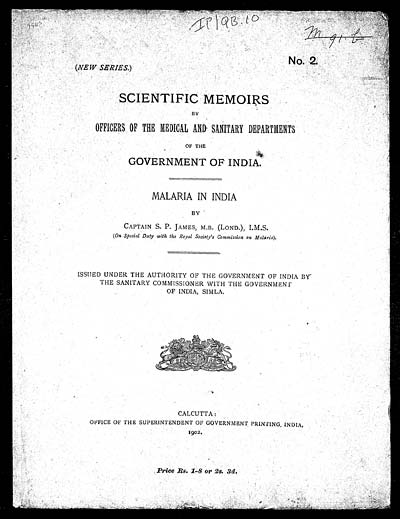 IP/QB.10
M 91.6
(NEW SERIES.)
No. 2.
SCIENTIFIC MEMOIRS
BY
OFFICERS OF THE MEDICAL AND SANITARY DEPARTMENTS
OF THE
GOVERNMENT OF INDIA.
MALARIA IN INDIA
BY
CAPTAIN S. P. JAMES, M.B. (LOND.), I.M.S.
(On Special Duty with the Royal Society's Commission on Malaria).
ISSUED UNDER THE AUTHORITY OF THE GOVERNMENT OF INDIA BY
THE SANITARY COMMISSIONER WITH THE GOVERNMENT
OF INDIA, SIMLA.
CALCUTTA:
OFFICE OF THE SUPERINTENDENT OF GOVERNMENT PRINTING, INDIA.
1902.
Price Rs. 1-8 or 2s. 3d.